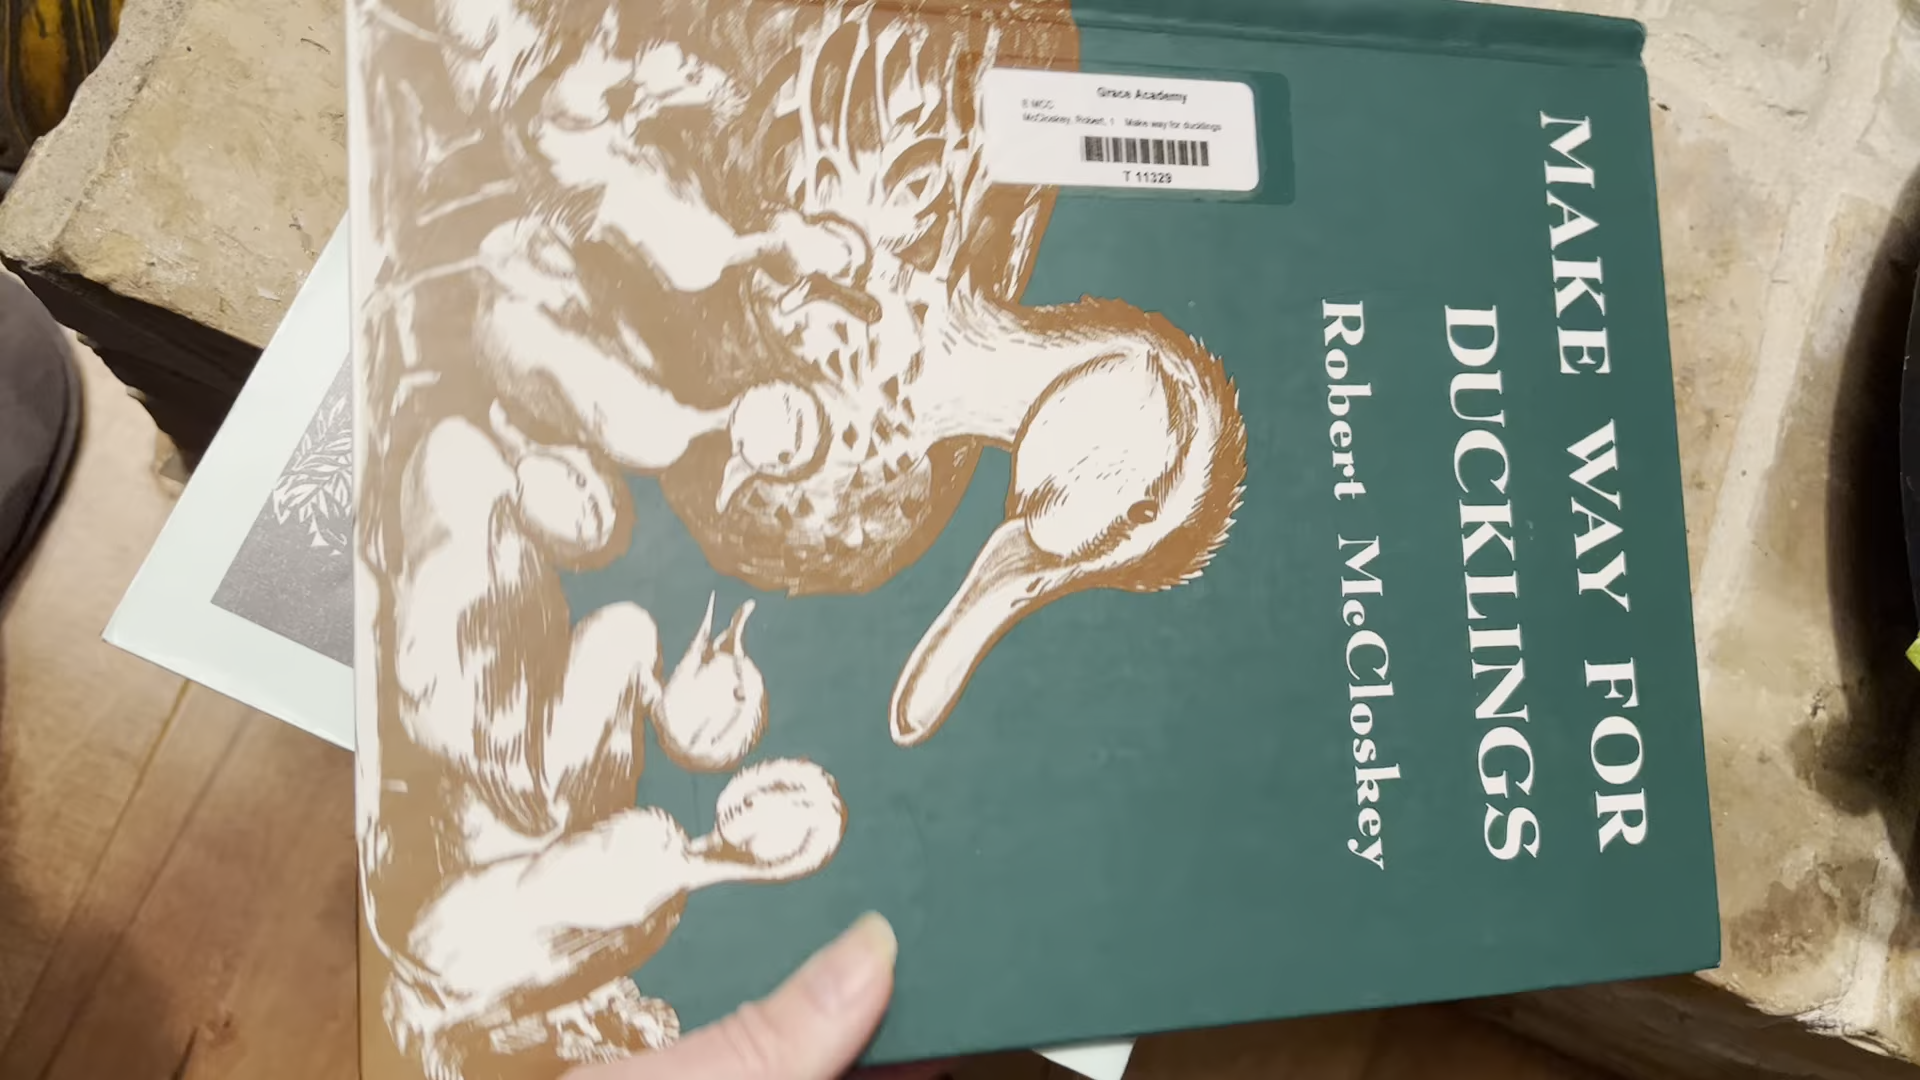 MAKE WAY FOR
DUCKLINGS
Robert McCloskey
Grace Academy
E MCC
McCloskey, Robert, 1 Make way for ducklings
T 11329